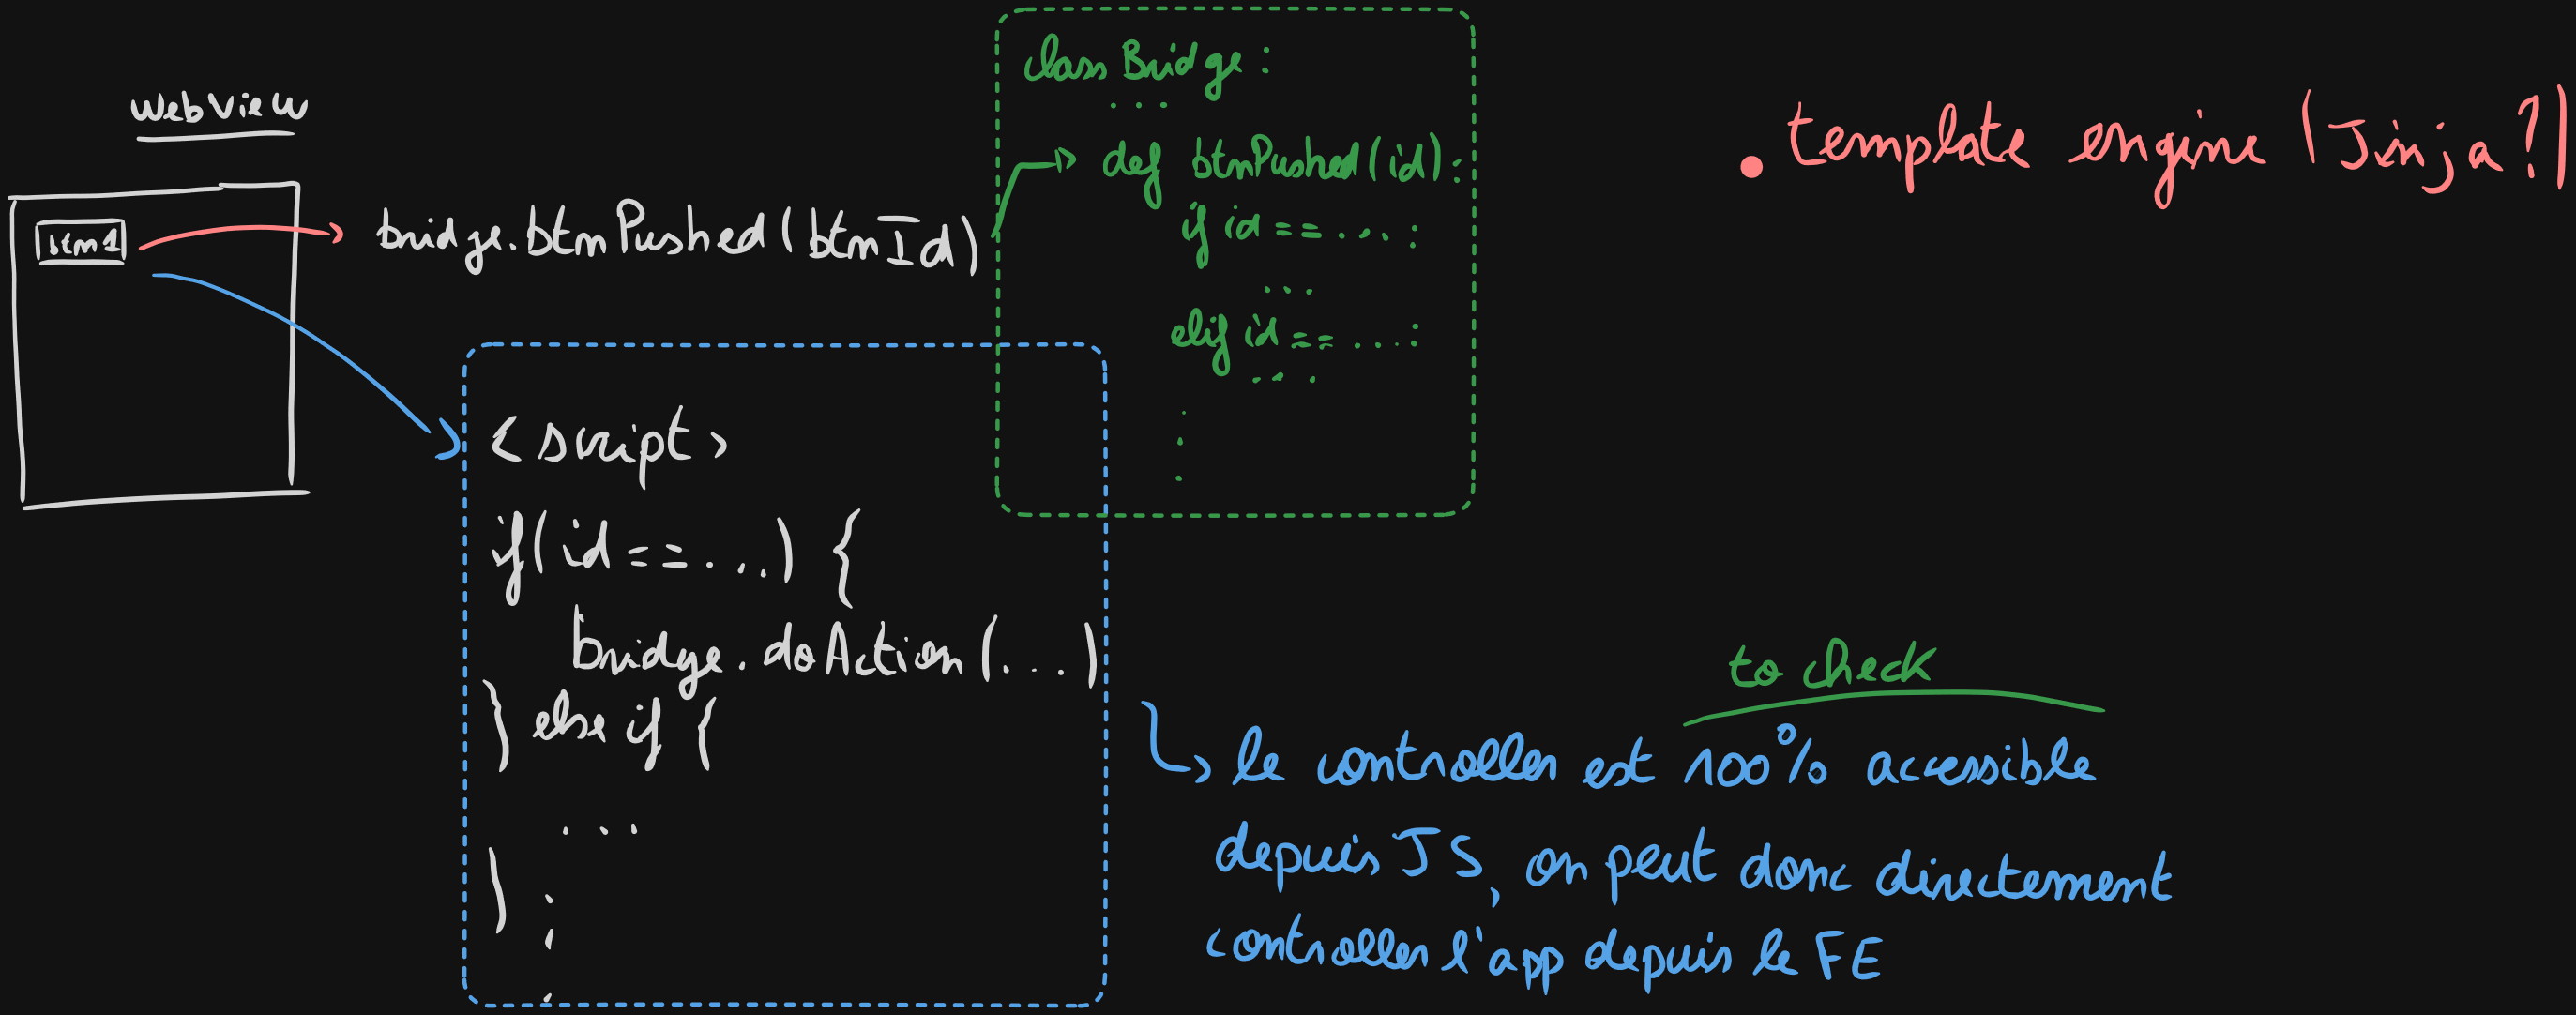 webview
btn1
bridge.btnPushed(btnId)
class Bridge:
...
def btnPushed(id):
if id == ....:
...
elif id == ....:
....
.
.
.
• template engine (Jinja?)
<script>
if(id == ...) {
bridge.doAction(...)
} else if {
...
}
.
.
.
to check
le controller est 100% accessible
depuis JS, on peut donc directement
controller l'app depuis le FE